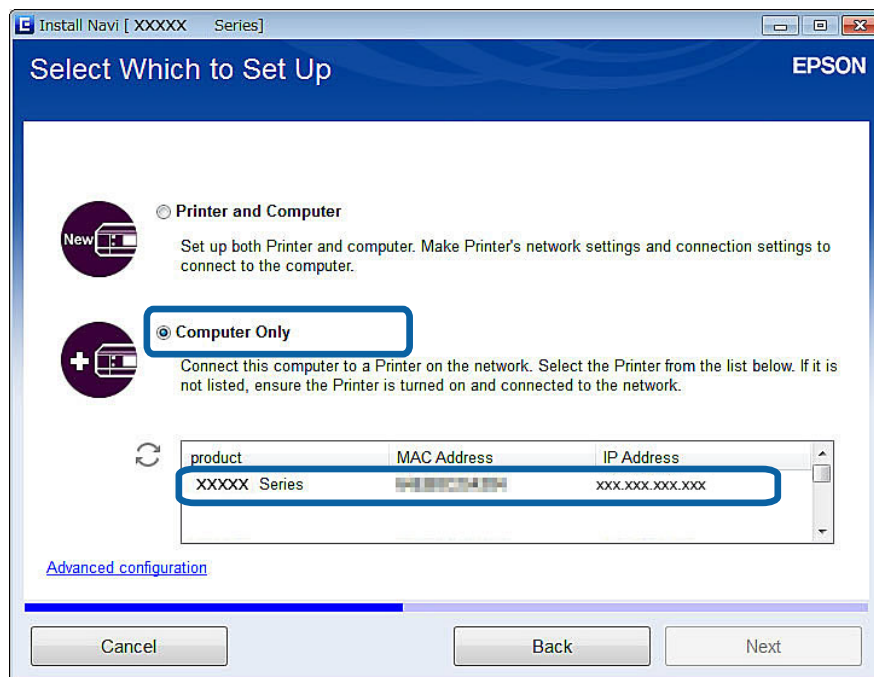 Install Navi [ XXXXX Series]
Select Which to Set Up
EPSON
New
Printer and Computer
Set up both Printer and computer. Make Printer's network settings and connection settings to
connect to the computer.
Computer Only
Connect this computer to a Printer on the network. Select the Printer from the list below. If it is
not listed, ensure the Printer is turned on and connected to the network.
product MAC Address IP Address
XXXXX Series xxx.xxx.xxx.xxx
Advanced configuration
Cancel Back Next